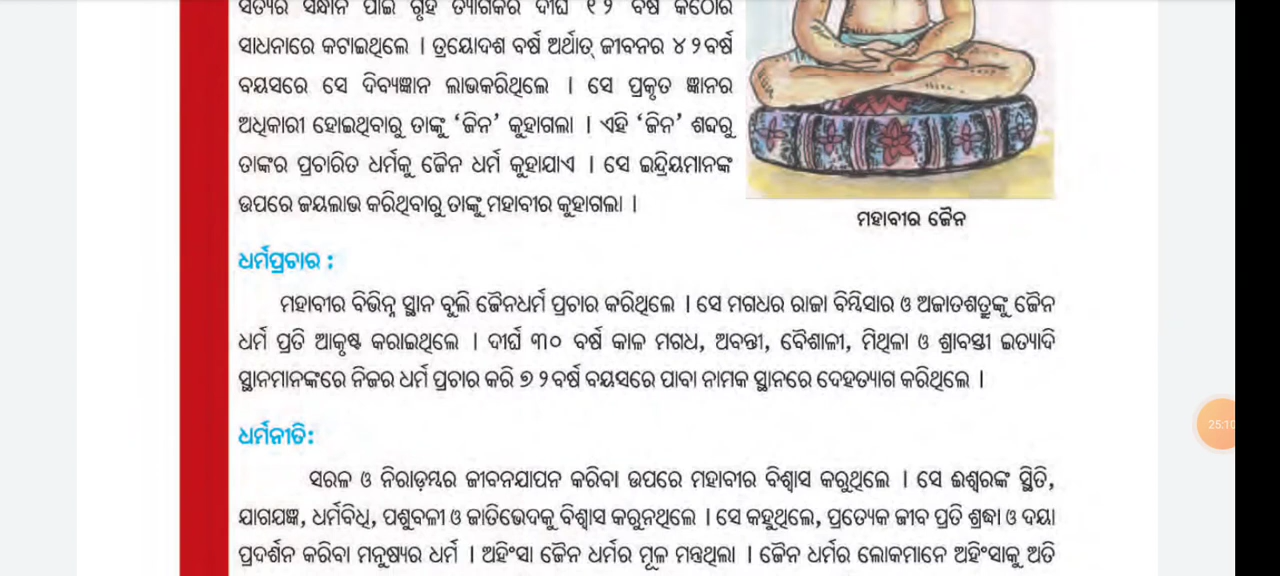 ସତ୍ୟର ସନ୍ଧାନ ପାଇଁ ଗୃହ ତ୍ୟାଗକରି ଦୀର୍ଘ ୧୨ ବର୍ଷ କଠୋର
ସାଧନାରେ କଟାଇଥିଲେ । ତ୍ରୟୋଦଶ ବର୍ଷ ଅର୍ଥାତ୍ ଜୀବନର ୪୨ବର୍ଷ
ବୟସରେ ସେ ଦିବ୍ୟଜ୍ଞାନ ଲାଭକରିଥିଲେ । ସେ ପ୍ରକୃତ ଜ୍ଞାନର
ଅଧିକାରୀ ହୋଇଥିବାରୁ ତାଙ୍କୁ ‘ଜିନ’ କୁହାଗଲା । ଏହି ‘ଜିନ’ ଶବ୍ଦରୁ
ତାଙ୍କର ପ୍ରଚାରିତ ଧର୍ମକୁ ଜୈନ ଧର୍ମ କୁହାଯାଏ । ସେ ଇନ୍ଦ୍ରିୟମାନଙ୍କ
ଉପରେ ଜୟଲାଭ କରିଥିବାରୁ ତାଙ୍କୁ ମହାବୀର କୁହାଗଲା ।
ମହାବୀର ଜୈନ
ଧର୍ମପ୍ରଚାର :
ମହାବୀର ବିଭିନ୍ନ ସ୍ଥାନ ବୁଲି ଜୈନଧର୍ମ ପ୍ରଚାର କରିଥିଲେ । ସେ ମଗଧର ରାଜା ବିମ୍ବିସାର ଓ ଅଜାତଶତ୍ରୁଙ୍କୁ ଜୈନ
ଧର୍ମ ପ୍ରତି ଆକୃଷ୍ଟ କରାଇଥିଲେ । ଦୀର୍ଘ ୩୦ ବର୍ଷ କାଳ ମଗଧ, ଅବନ୍ତୀ, ବୈଶାଳୀ, ମିଥିଳା ଓ ଶ୍ରାବସ୍ତୀ ଇତ୍ୟାଦି
ସ୍ଥାନମାନଙ୍କରେ ନିଜର ଧର୍ମ ପ୍ରଚାର କରି ୭୨ବର୍ଷ ବୟସରେ ପାବା ନାମକ ସ୍ଥାନରେ ଦେହତ୍ୟାଗ କରିଥିଲେ ।
25:10
ଧର୍ମନୀତି:
ସରଳ ଓ ନିରାଡ଼ମ୍ବର ଜୀବନଯାପନ କରିବା ଉପରେ ମହାବୀର ବିଶ୍ୱାସ କରୁଥିଲେ । ସେ ଈଶ୍ୱରଙ୍କ ସ୍ଥିତି,
ଯାଗଯଜ୍ଞ, ଧର୍ମବିଧି, ପଶୁବଳୀ ଓ ଜାତିଭେଦକୁ ବିଶ୍ୱାସ କରୁନଥିଲେ । ସେ କହୁଥିଲେ, ପ୍ରତ୍ୟେକ ଜୀବ ପ୍ରତି ଶ୍ରଦ୍ଧା ଓ ଦୟା
ପ୍ରଦର୍ଶନ କରିବା ମନୁଷ୍ୟର ଧର୍ମ । ଅହିଂସା ଜୈନ ଧର୍ମର ମୂଳ ମନ୍ତ୍ରଥିଲା । ଜୈନ ଧର୍ମର ଲୋକମାନେ ଅହିଂସାକୁ ଅତି